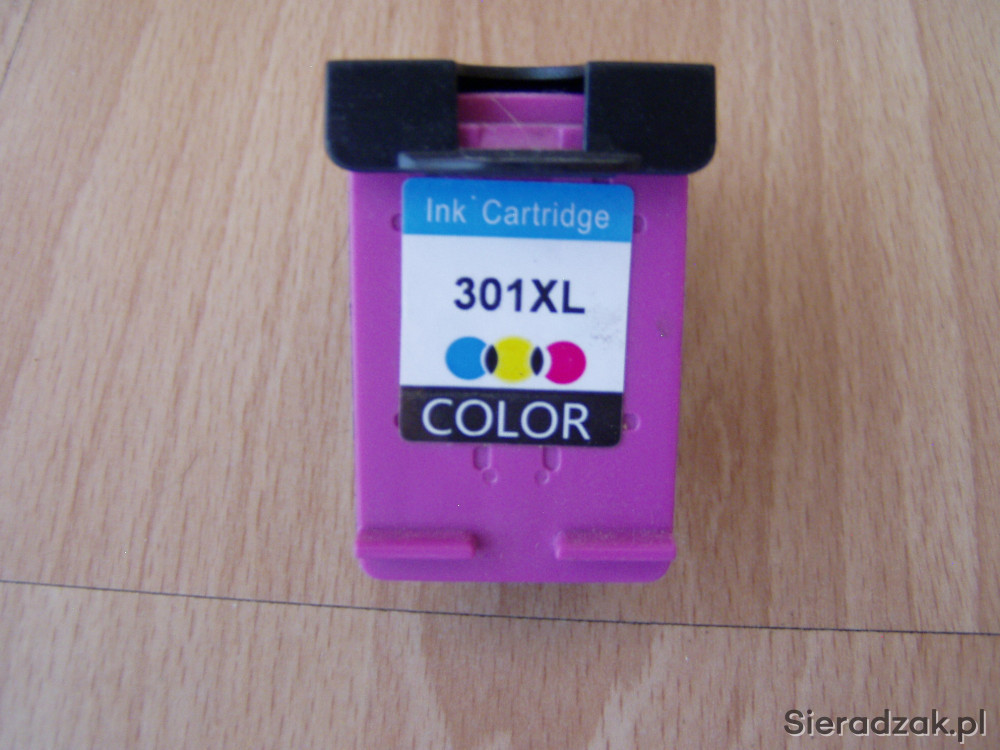 Ink Cartridge
301XL
COLOR
Sieradzak.pl